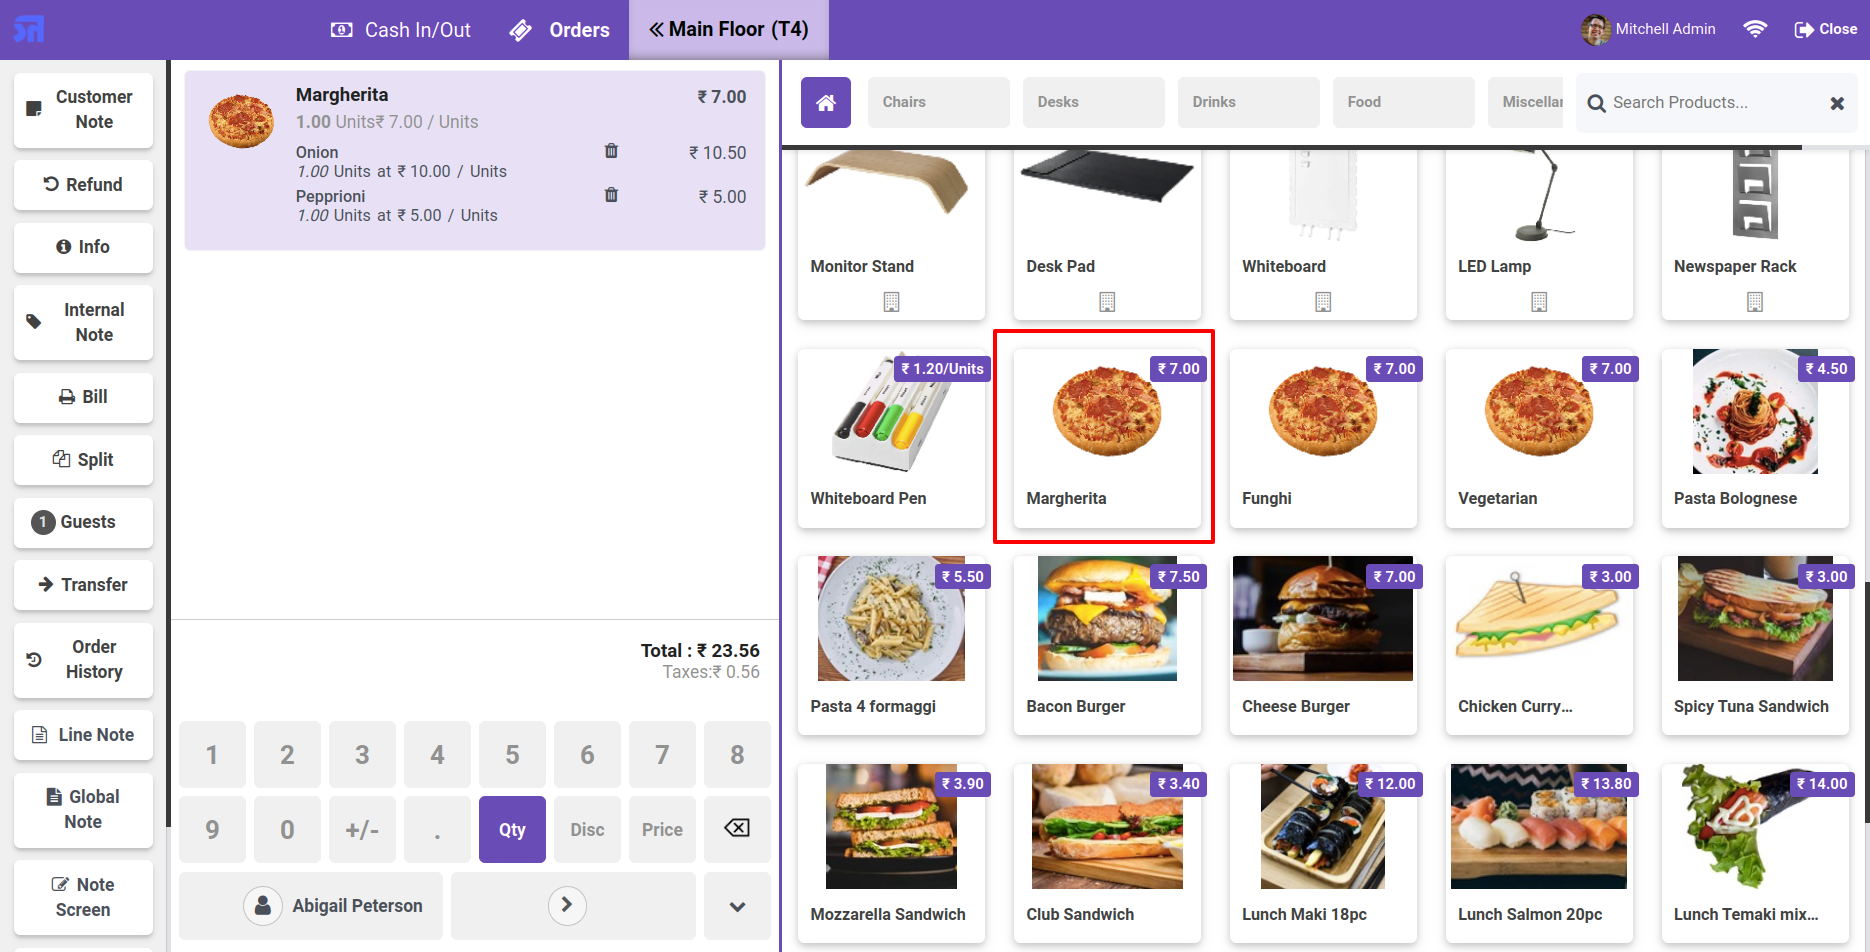 Cash In/Out
Orders
Main Floor (T4)
Mitchell Admin
Close
Customer
Note
Refund
Info
Internal
Note
Bill
Split
1 Guests
Transfer
Order
History
Line Note
Global
Note
Note
Screen
Margherita
₹ 7.00
1.00 Units₹ 7.00 / Units
Onion
₹ 10.50
1.00 Units at ₹ 10.00 / Units
Pepprioni
₹ 5.00
1.00 Units at ₹ 5.00 / Units
Total : ₹ 23.56
Taxes:₹ 0.56
1 2 3 4 5 6 7 8
9 0 +/- . Qty Disc Price
Abigail Peterson
Chairs
Desks
Drinks
Food
Miscellar
Search Products...
Monitor Stand
Desk Pad
Whiteboard
LED Lamp
Newspaper Rack
₹ 1.20/Units
₹ 7.00
₹ 7.00
₹ 7.00
₹ 4.50
Whiteboard Pen
Margherita
Funghi
Vegetarian
Pasta Bolognese
₹ 5.50
₹ 7.50
₹ 7.00
₹ 3.00
₹ 3.00
Pasta 4 formaggi
Bacon Burger
Cheese Burger
Chicken Curry...
Spicy Tuna Sandwich
₹ 3.90
₹ 3.40
₹ 12.00
₹ 13.80
₹ 14.00
Mozzarella Sandwich
Club Sandwich
Lunch Maki 18pc
Lunch Salmon 20pc
Lunch Temaki mix...